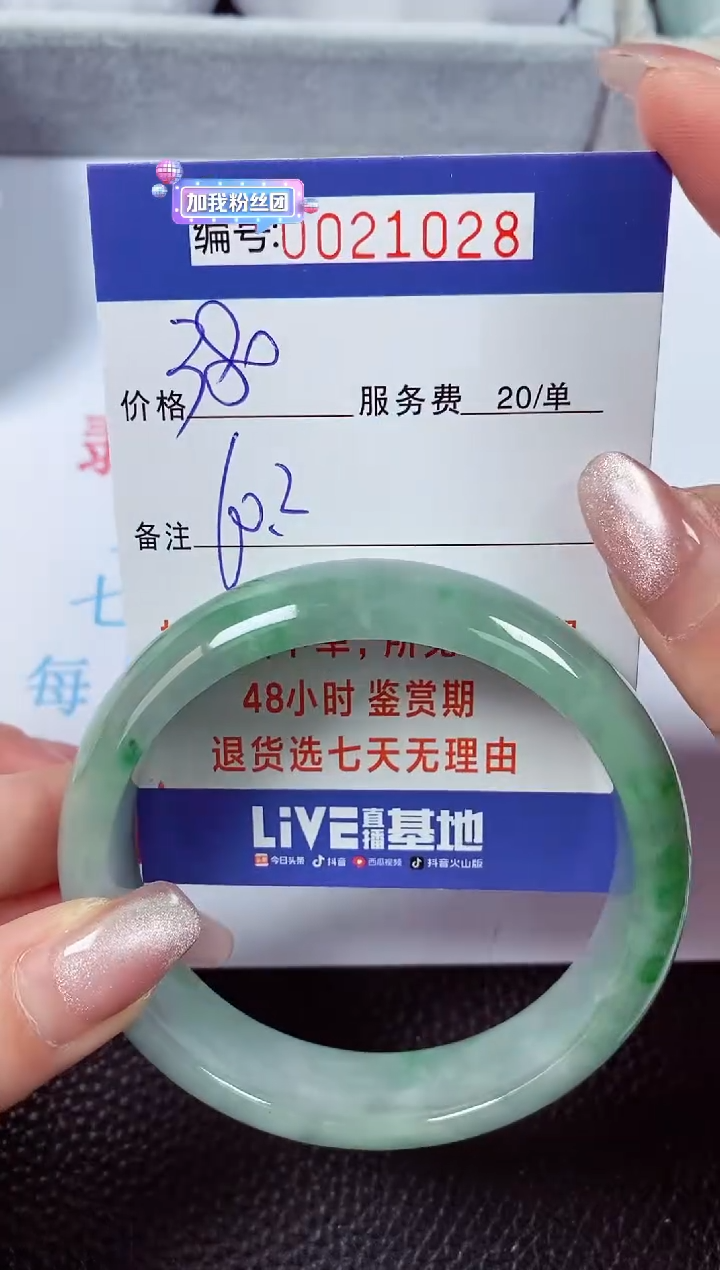 加我粉丝团
编号:0021028
价格 380 服务费 20/单
备注 60.2
48小时 鉴赏期
退货选七天无理由
LiVE直播基地
今日头条 抖音 西瓜视频 抖音火山版
七
每